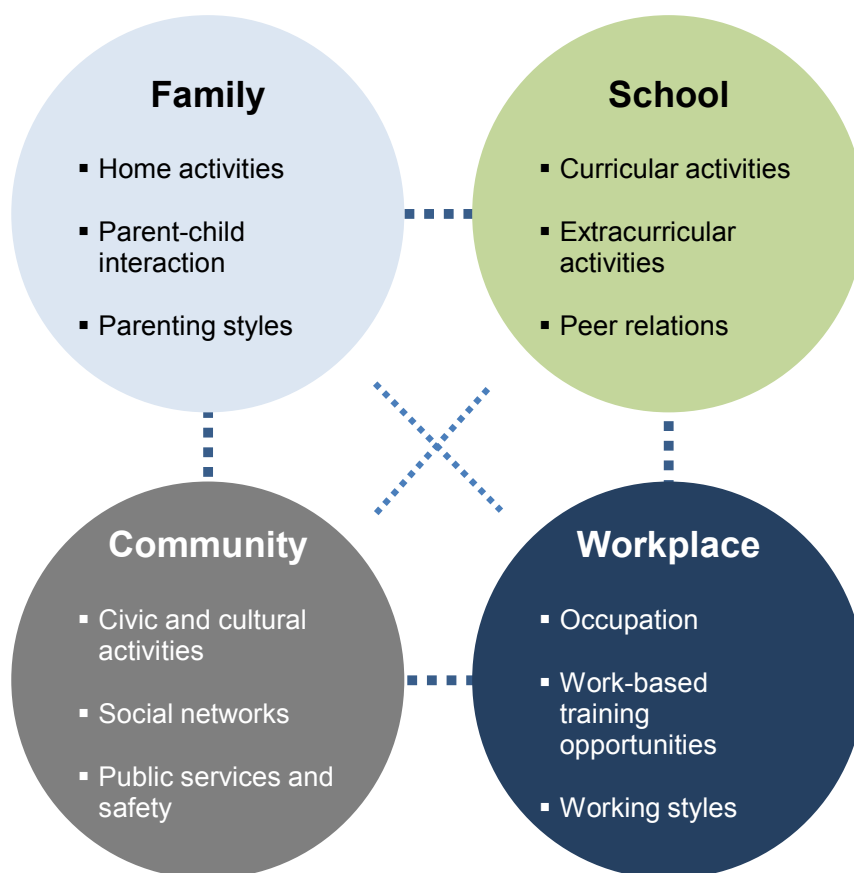 Family
▪ Home activities
▪ Parent-child
interaction
▪ Parenting styles
School
▪ Curricular activities
▪ Extracurricular
activities
▪ Peer relations
Community
▪ Civic and cultural
activities
▪ Social networks
▪ Public services and
safety
Workplace
▪ Occupation
▪ Work-based
training
opportunities
▪ Working styles